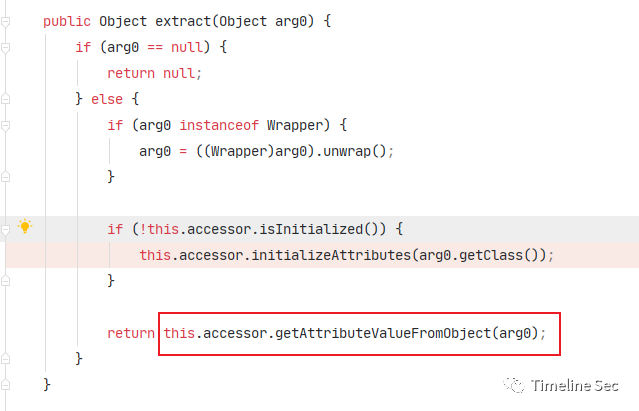 public Object extract(Object arg0) {
if (arg0 == null) {
return null;
} else {
if (arg0 instanceof Wrapper) {
arg0 = ((Wrapper)arg0).unwrap();
}
if (!this.accessor.isInitialized()) {
this.accessor.initializeAttributes(arg0.getClass());
}
return this.accessor.getAttributeValueFromObject(arg0);
}
}
Timeline Sec